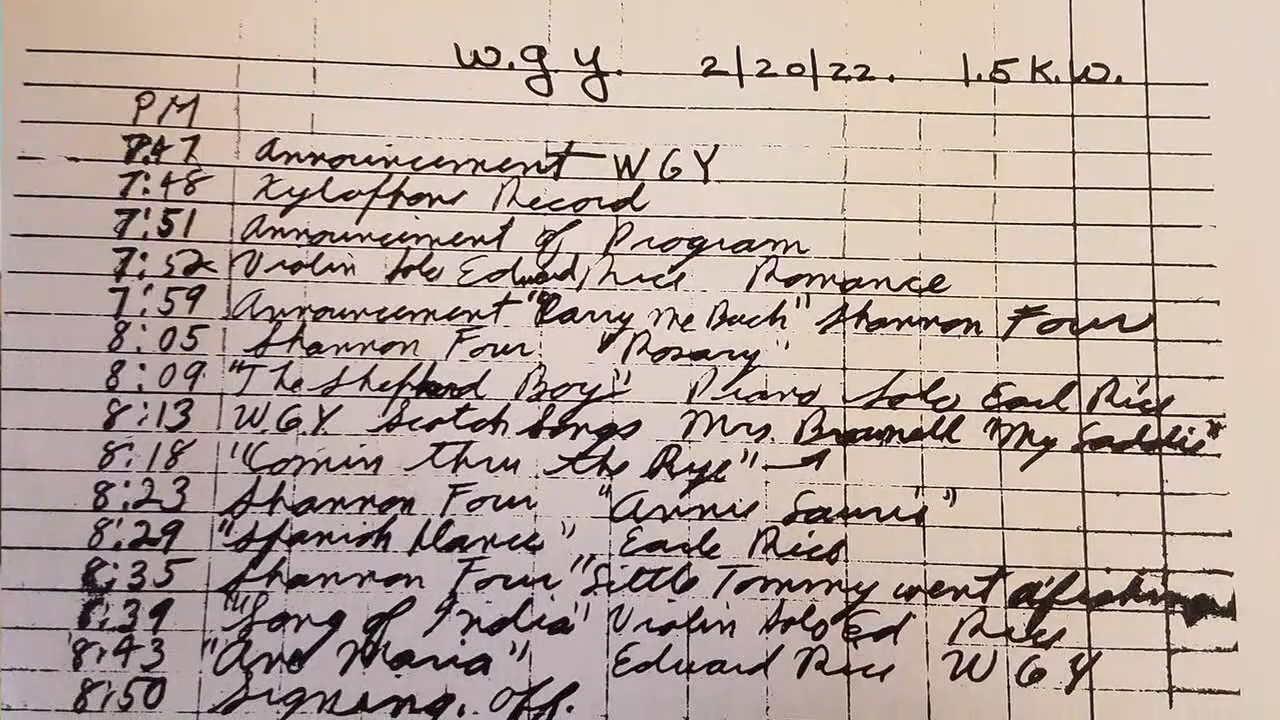 W.G.Y. 2/20/22. 1.5 K.W.
PM
7:47 Announcement WGY
7:48 Xylophone Record
7:51 Announcement of Program
7:52 Violin Solo Edward Rice Romance
7:59 Announcement "Carry Me Back" Shannon Four
8:05 Shannon Four "Rosary"
8:09 "The Shepherd Boy" Piano Solo Earl Rice
8:13 WGY Scotch Songs Mrs. "My Laddie"
8:18 "Comin thru the Rye"
8:23 Shannon Four "Annie Laurie"
8:29 "Spanish Dance" Earle Rice
8:35 Shannon Four "Little Tommy went afishing
8:39 "Song of India" Violin Solo Ed Rice
8:43 "Ave Maria" Edward Rice WGY
8:50 Signing. Off.